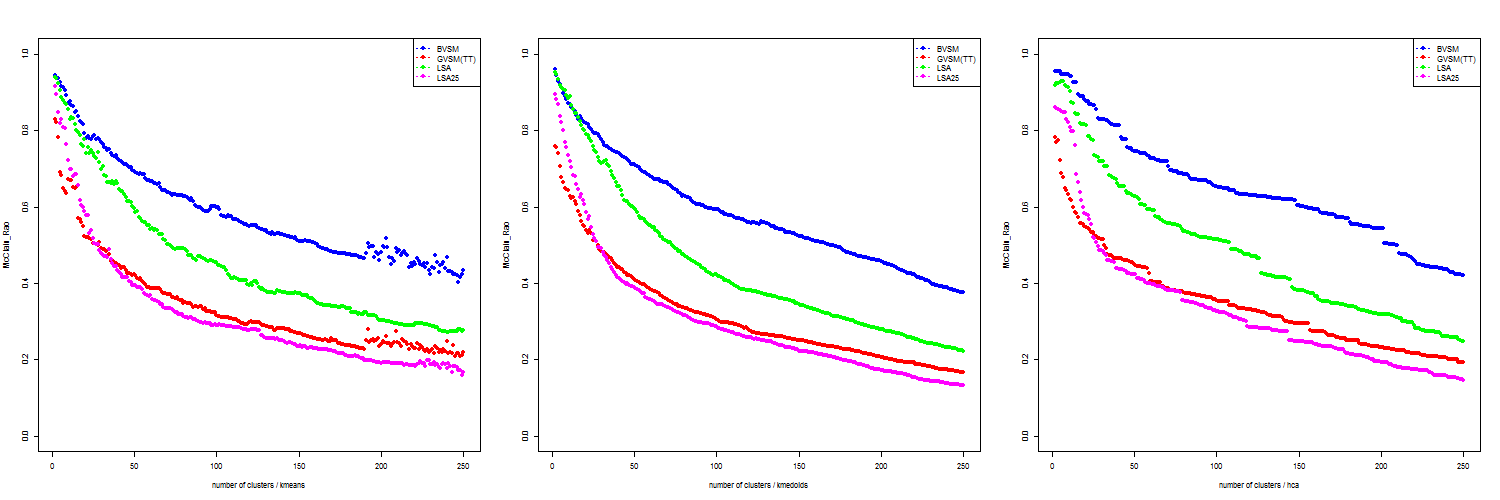 McClain_Rao
1.0
0.8
0.6
0.4
0.2
0.0
0 50 100 150 200 250
number of clusters / kmeans
BVSM
GVSM(TT)
LSA
LSA25
McClain_Rao
1.0
0.8
0.6
0.4
0.2
0.0
0 50 100 150 200 250
number of clusters / kmedoids
BVSM
GVSM(TT)
LSA
LSA25
McClain_Rao
1.0
0.8
0.6
0.4
0.2
0.0
0 50 100 150 200 250
number of clusters / hca
BVSM
GVSM(TT)
LSA
LSA25